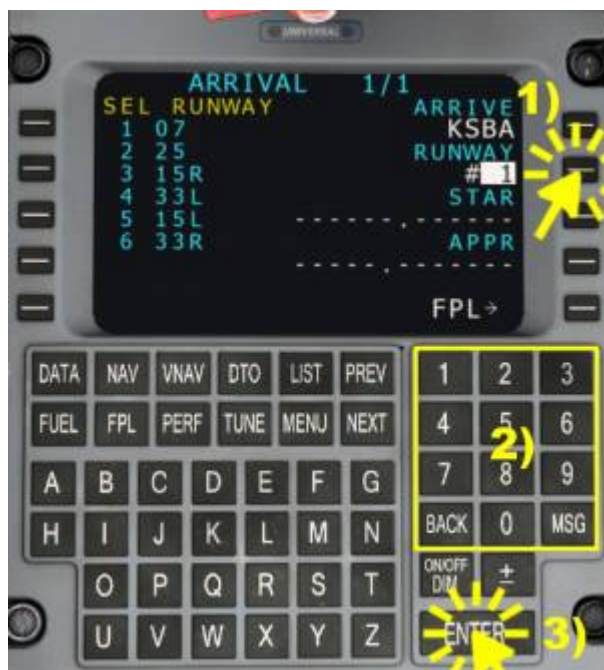 UNIVERSAL
ARRIVAL 1/1
SEL RUNWAY ARRIVE 1)
1 07 KSBA
2 25 RUNWAY
3 15R # 1
4 33L STAR
5 15L ------.------
6 33R APPR
-----.-------
FPL→
DATA NAV VNAV DTO LIST PREV 1 2 3
FUEL FPL PERF TUNE MENU NEXT 4 5 6
2)
A B C D E F G 7 8 9
H I J K L M N BACK 0 MSG
O P Q R S T ON/OFF DIM ±
U V W X Y Z ENTER 3)